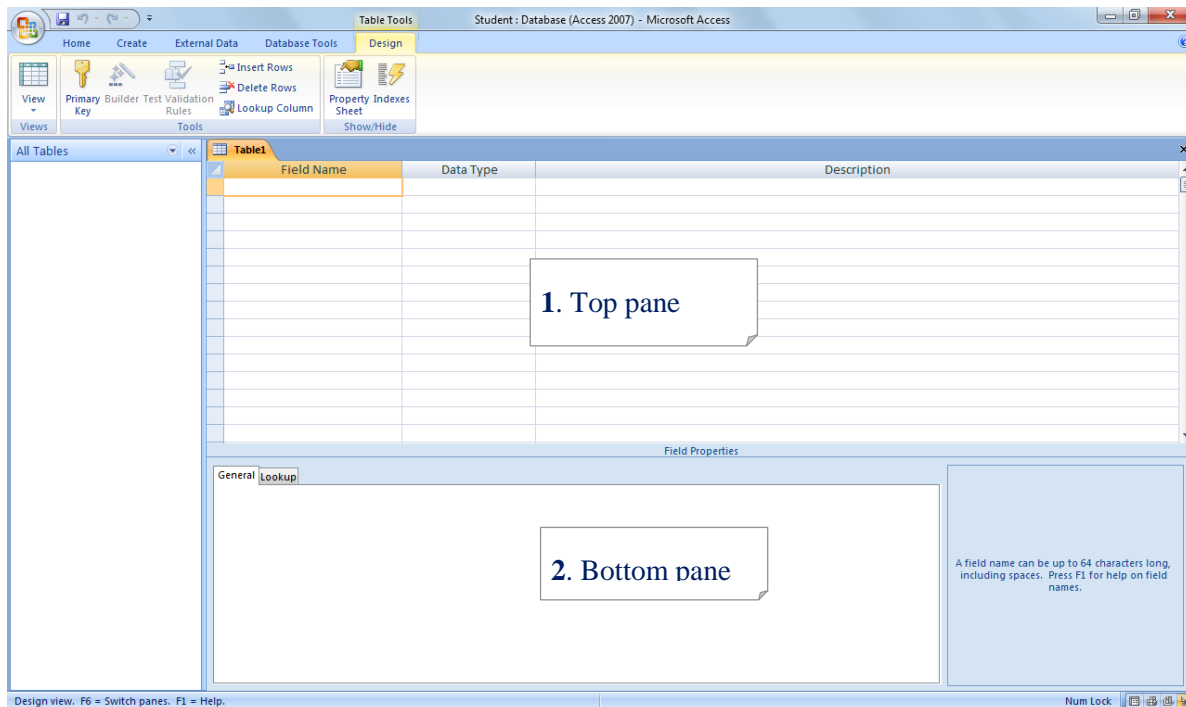 Table Tools
Student : Database (Access 2007) - Microsoft Access
Home Create External Data Database Tools Design
View
Views
Primary Key
Builder
Test Validation Rules
Insert Rows
Delete Rows
Lookup Column
Tools
Property Sheet
Indexes
Show/Hide
All Tables
Table1
Field Name Data Type Description
1. Top pane
Field Properties
General Lookup
2. Bottom pane
A field name can be up to 64 characters long,
including spaces. Press F1 for help on field
names.
Design view. F6 = Switch panes. F1 = Help.
Num Lock